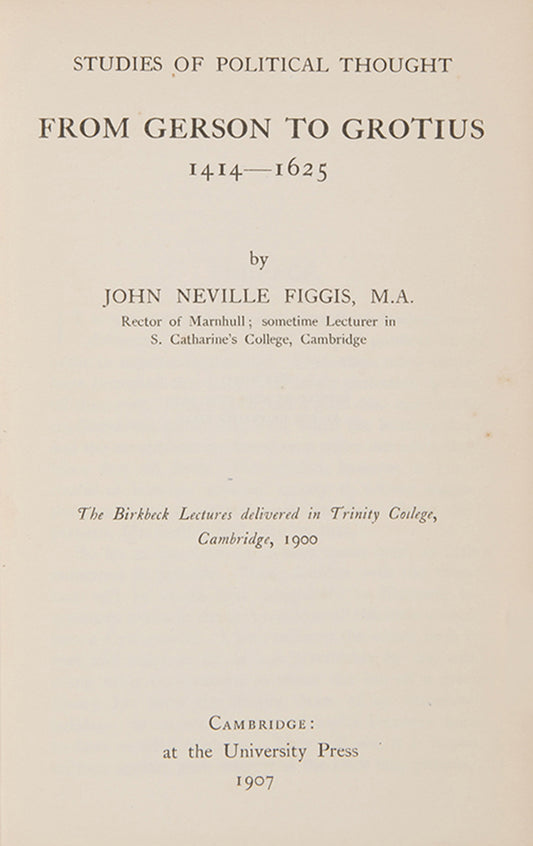 STUDIES OF POLITICAL THOUGHT
FROM GERSON TO GROTIUS
1414—1625
by
JOHN NEVILLE FIGGIS, M.A.
Rector of Marnhull; sometime Lecturer in
S. Catharine's College, Cambridge
The Birkbeck Lectures delivered in Trinity College,
Cambridge, 1900
CAMBRIDGE:
at the University Press
1907